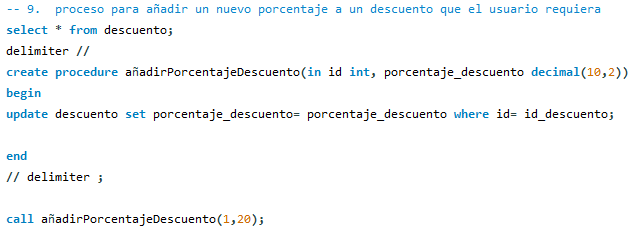 -- 9.  proceso para añadir un nuevo porcentaje a un descuento que el usuario requiera
select * from descuento;
delimiter //
create procedure añadirPorcentajeDescuento(in id int, porcentaje_descuento decimal(10,2))
begin
update descuento set porcentaje_descuento= porcentaje_descuento where id= id_descuento;
end
// delimiter ;
call añadirPorcentajeDescuento(1,20);